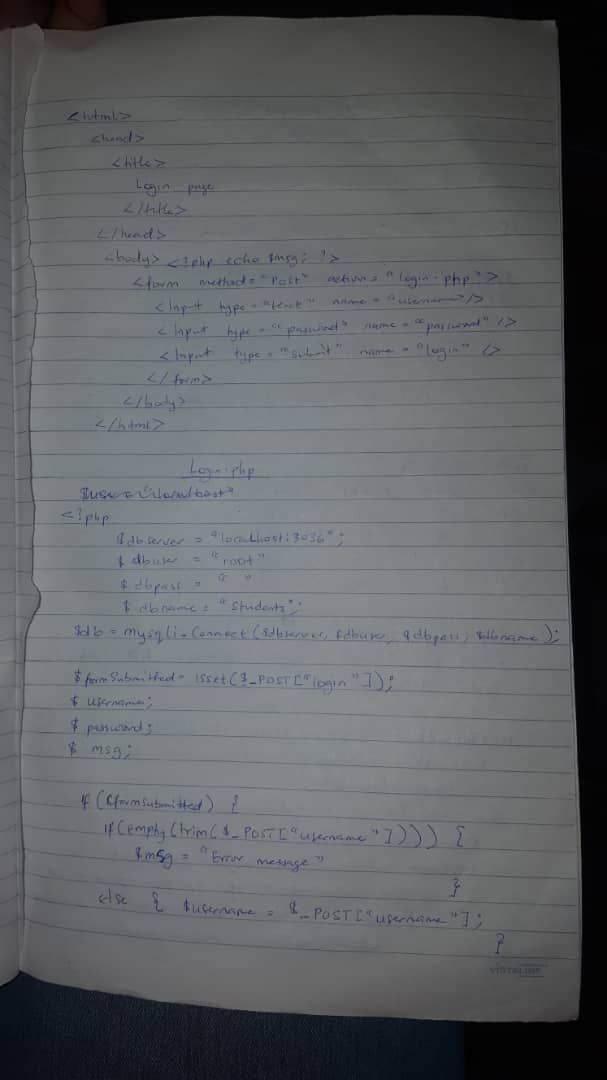 <html>
<head>
<title>
Login page
</title>
</head>
<body> <?php echo $msg; ?>
<form method="Post" action="login.php">
<Input type="text" name="username"/>
<Input type="password" name="password" />
<Input type="submit" name="login" />
</form>
</body>
</html>
Login.php
"localhost"
<?php
$dbserver = "localhost:3036";
$dbuser = "root"
$dbpass = " "
$dbname = "Students";
$db = mysqli_Connect($dbserver, $dbuser, $dbpass, $dbname);
$formSubmitted = isset($_POST["login"]);
$username;
$password;
$msg;
If ($formSubmitted) {
If (empty(trim($_POST["username"]))) {
$msg = "Error message"
}
else { $username = $_POST["username"];
}
VISTALINE